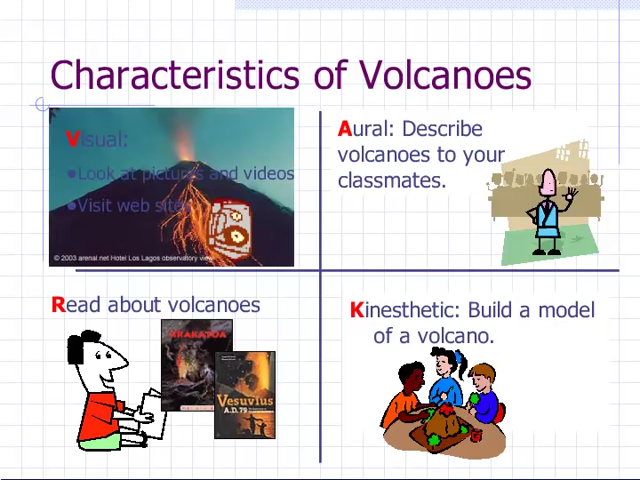 Characteristics of Volcanoes
Visual:
•Look at pictures and videos
•Visit web sites
© 2003 arenal.net Hotel Los Lagos observatory view
Aural: Describe
volcanoes to your
classmates.
Read about volcanoes
KRAKATOA
Vesuvius
A.D. 79
Kinesthetic: Build a model
of a volcano.